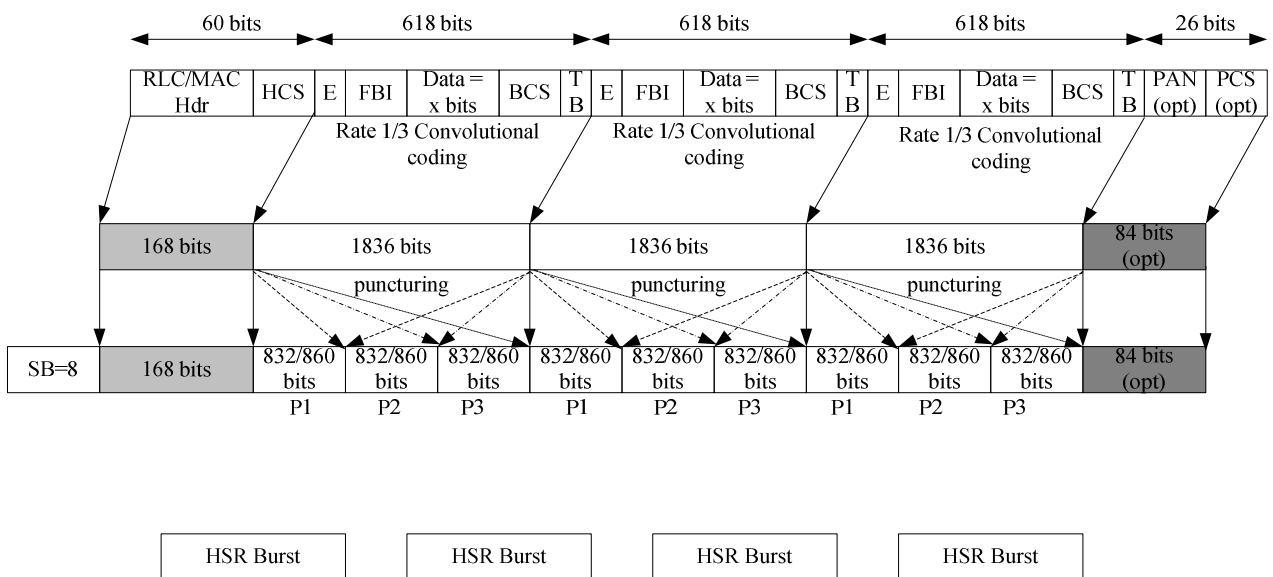 60 bits 618 bits 618 bits 618 bits 26 bits
RLC/MAC Hdr HCS E FBI Data = x bits BCS T B E FBI Data = x bits BCS T B E FBI Data = x bits BCS T B PAN (opt) PCS (opt)
Rate 1/3 Convolutional coding Rate 1/3 Convolutional coding Rate 1/3 Convolutional coding
168 bits 1836 bits 1836 bits 1836 bits 84 bits (opt)
puncturing puncturing puncturing
SB=8 168 bits 832/860 bits 832/860 bits 832/860 bits 832/860 bits 832/860 bits 832/860 bits 832/860 bits 832/860 bits 832/860 bits 84 bits (opt)
P1 P2 P3 P1 P2 P3 P1 P2 P3
HSR Burst HSR Burst HSR Burst HSR Burst